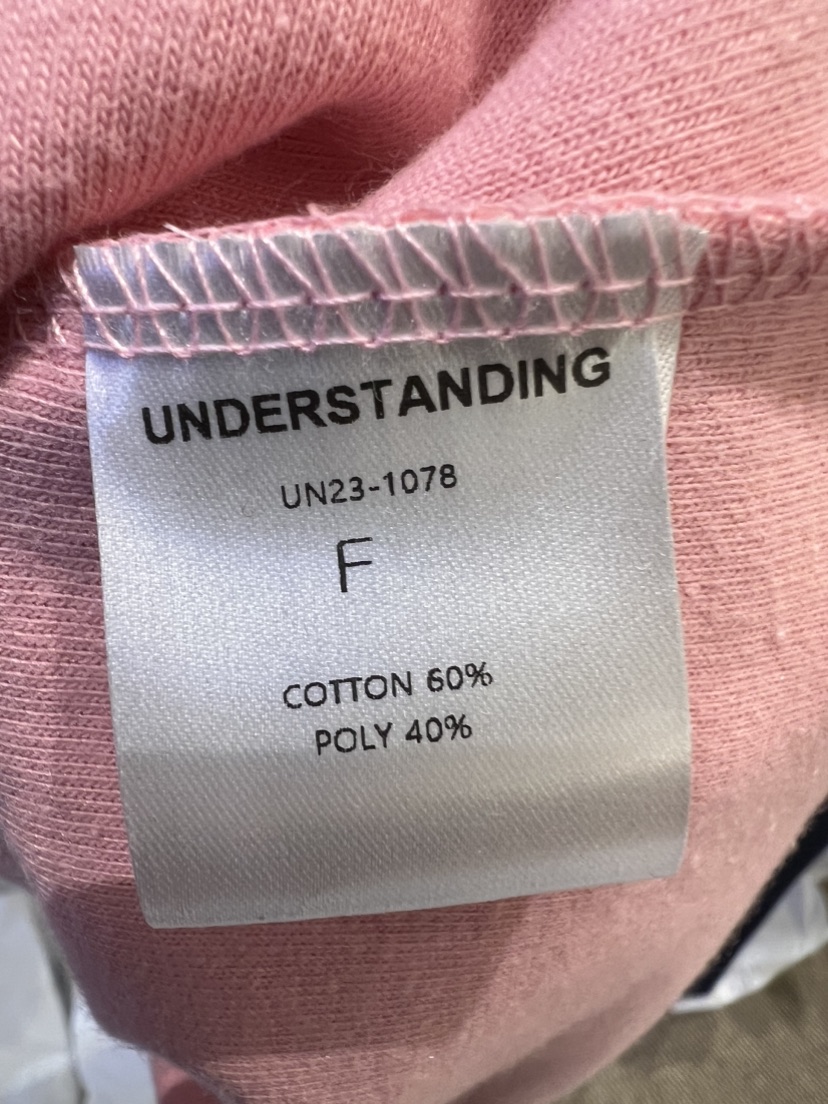 UNDERSTANDING
UN23-1078
F
COTTON 60%
POLY 40%